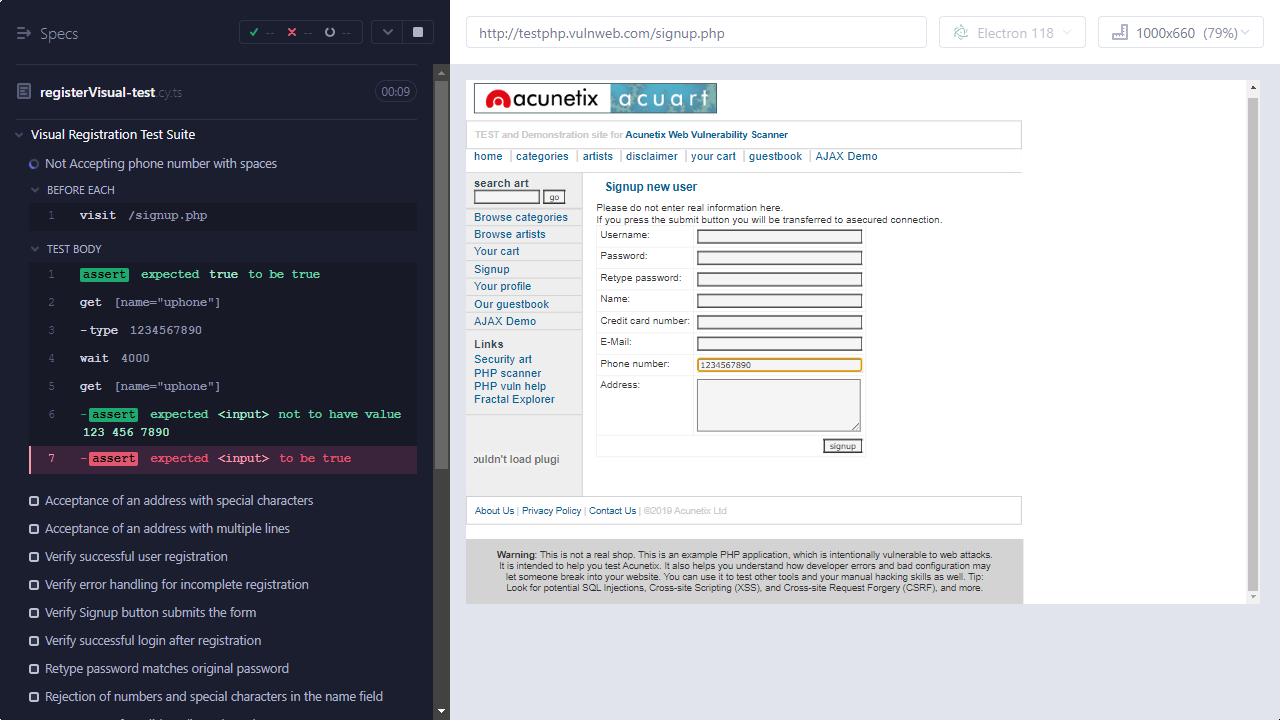 Specs
-- -- --
registerVisual-test.cy.ts
00:09
Visual Registration Test Suite
Not Accepting phone number with spaces
BEFORE EACH
1 visit /signup.php
TEST BODY
1 assert expected true to be true
2 get [name="uphone"]
3 -type 1234567890
4 wait 4000
5 get [name="uphone"]
6 -assert expected <input> not to have value
123 456 7890
7 -assert expected <input> to be true
Acceptance of an address with special characters
Acceptance of an address with multiple lines
Verify successful user registration
Verify error handling for incomplete registration
Verify Signup button submits the form
Verify successful login after registration
Retype password matches original password
Rejection of numbers and special characters in the name field
http://testphp.vulnweb.com/signup.php
Electron 118
1000x660 (79%)
acunetix acuart
TEST and Demonstration site for Acunetix Web Vulnerability Scanner
home | categories | artists | disclaimer | your cart | guestbook | AJAX Demo
search art
go
Browse categories
Browse artists
Your cart
Signup
Your profile
Our guestbook
AJAX Demo
Links
Security art
PHP scanner
PHP vuln help
Fractal Explorer
ouldn't load plugi
Signup new user
Please do not enter real information here.
If you press the submit button you will be transferred to asecured connection.
Username:
Password:
Retype password:
Name:
Credit card number:
E-Mail:
Phone number: 1234567890
Address:
signup
About Us | Privacy Policy | Contact Us | ©2019 Acunetix Ltd
Warning: This is not a real shop. This is an example PHP application, which is intentionally vulnerable to web attacks.
It is intended to help you test Acunetix. It also helps you understand how developer errors and bad configuration may
let someone break into your website. You can use it to test other tools and your manual hacking skills as well. Tip:
Look for potential SQL Injections, Cross-site Scripting (XSS), and Cross-site Request Forgery (CSRF), and more.